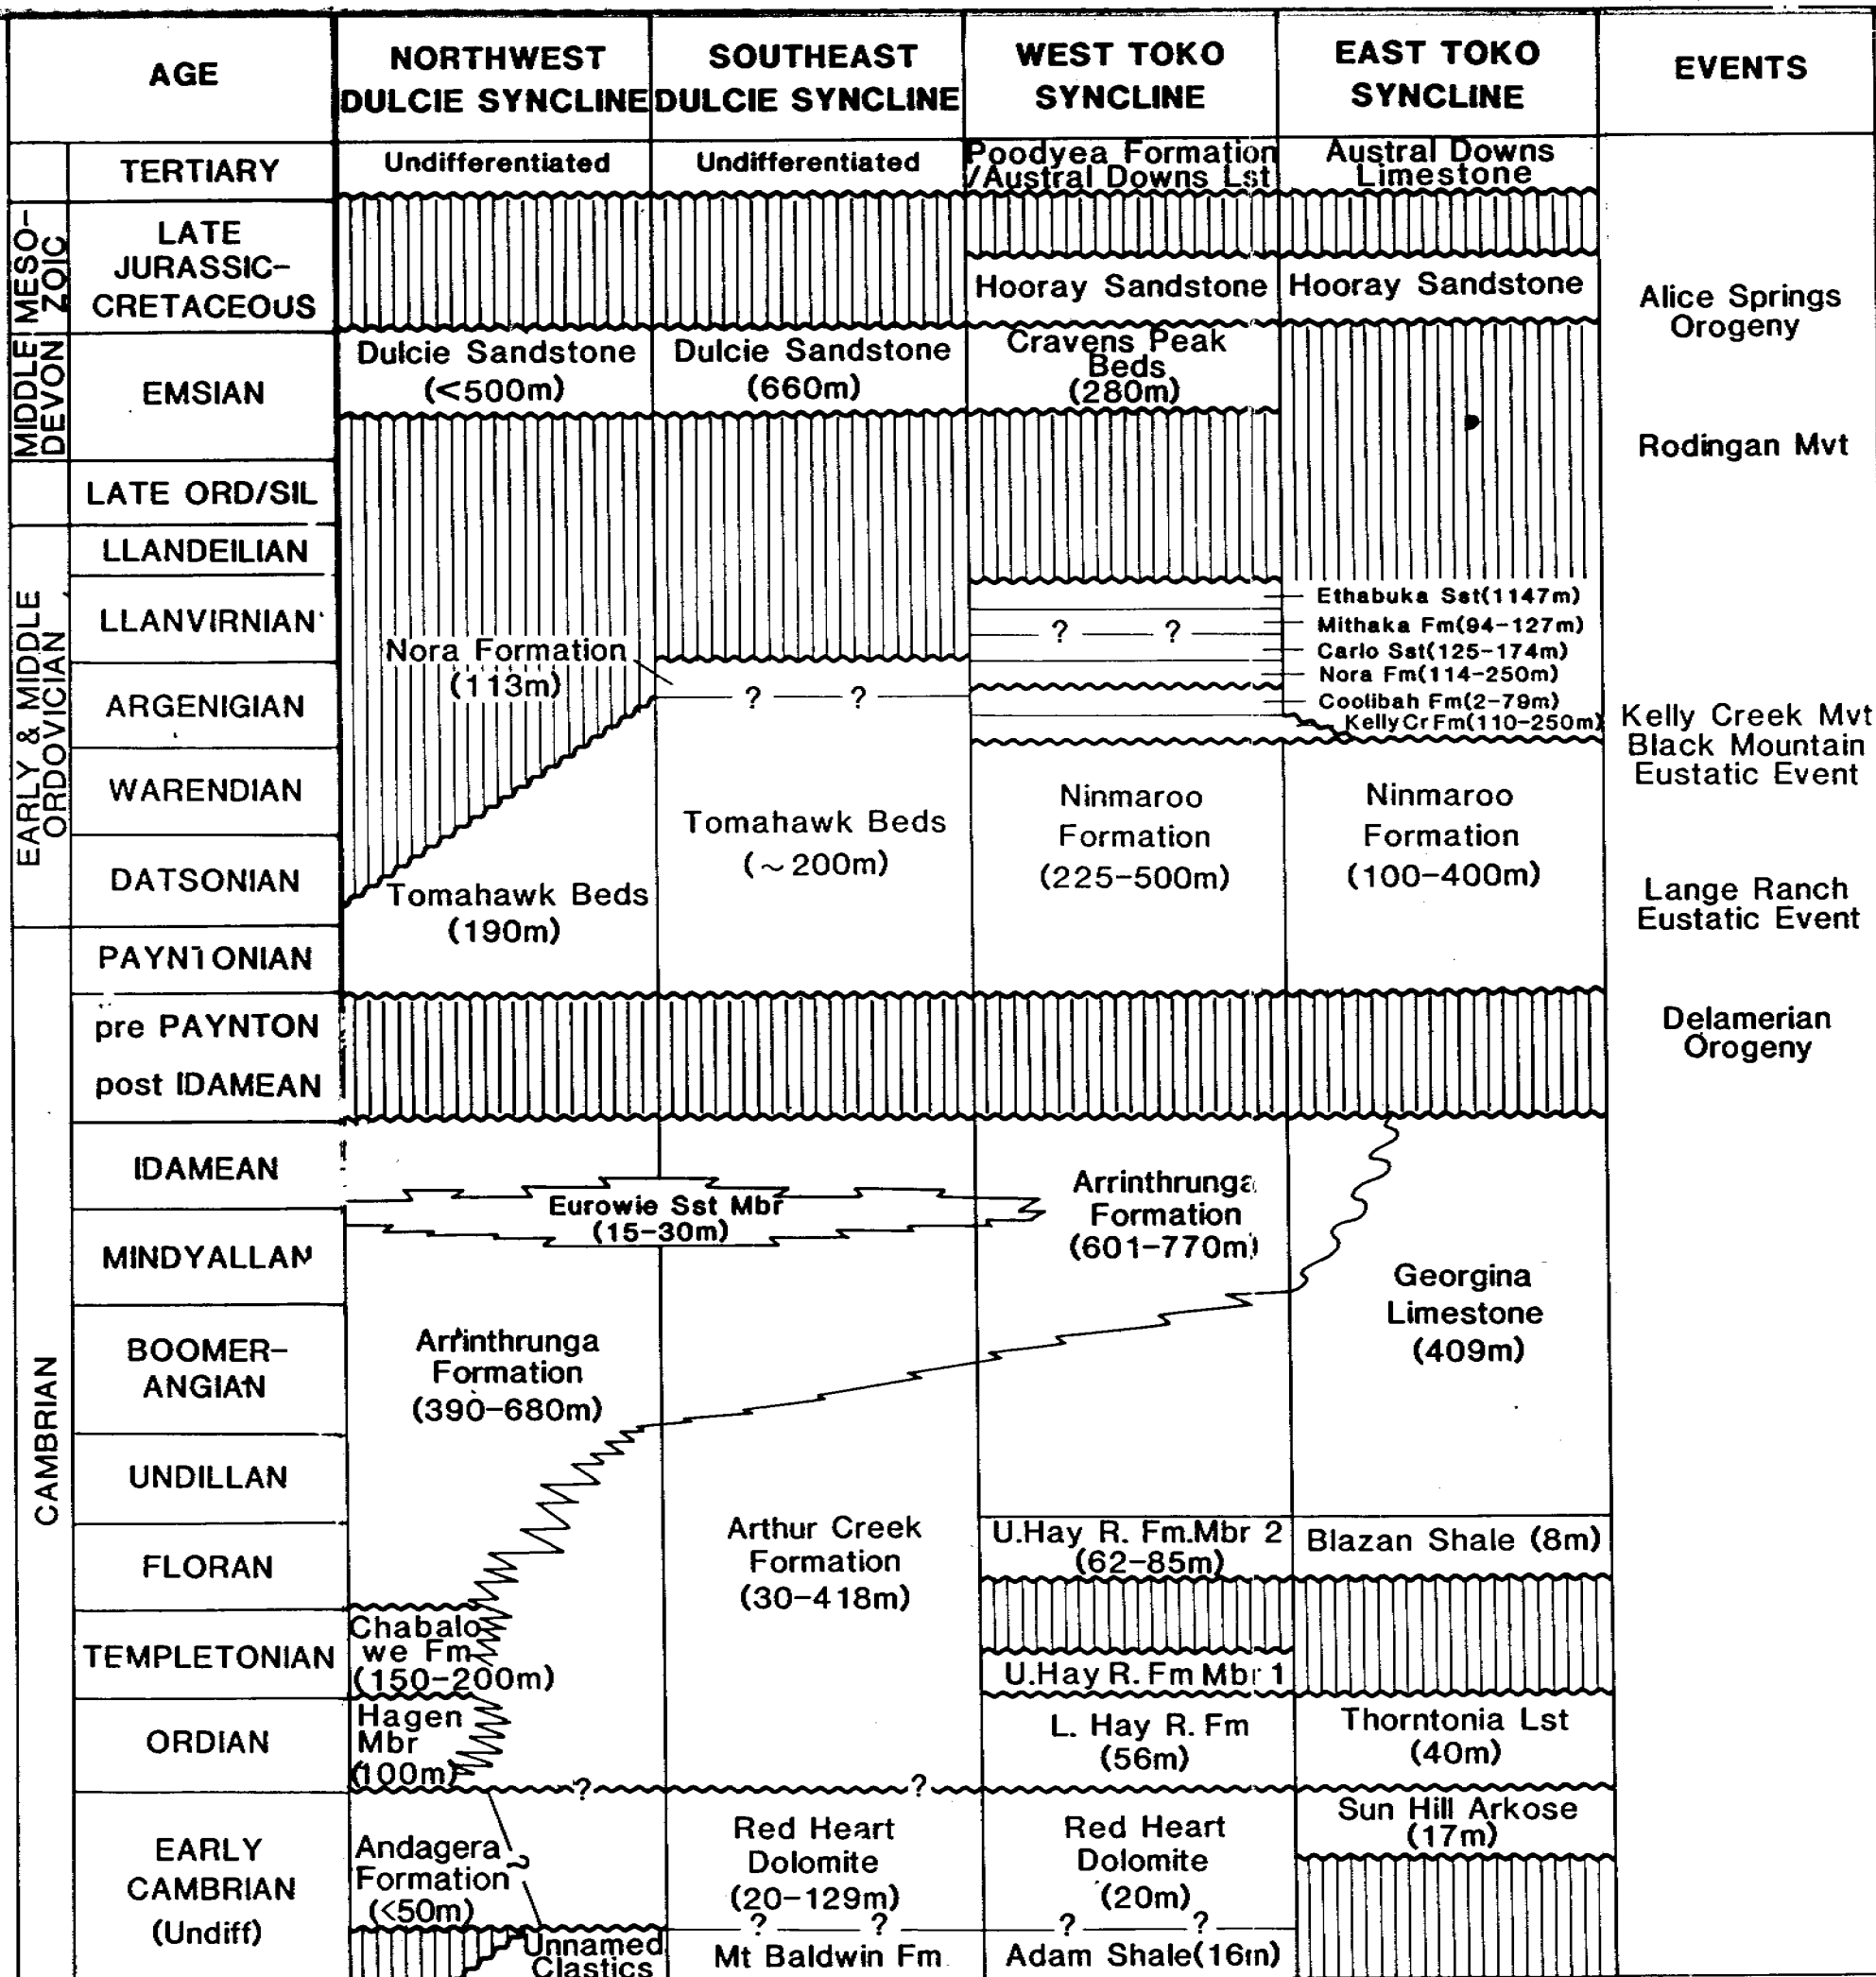 AGE
NORTHWEST
DULCIE SYNCLINE
SOUTHEAST
DULCIE SYNCLINE
WEST TOKO
SYNCLINE
EAST TOKO
SYNCLINE
EVENTS
TERTIARY
Undifferentiated
Undifferentiated
Poodyea Formation
/Austral Downs Lst
Austral Downs
Limestone
MESO-
ZOIC
LATE
JURASSIC-
CRETACEOUS
Hooray Sandstone
Hooray Sandstone
Alice Springs
Orogeny
MIDDLE
DEVON
EMSIAN
Dulcie Sandstone
(<500m)
Dulcie Sandstone
(660m)
Cravens Peak
Beds
(280m)
Rodingan Mvt
LATE ORD/SIL
EARLY & MIDDLE
ORDOVICIAN
LLANDEILIAN
LLANVIRNIAN
Ethabuka Sst(1147m)
? ?
Mithaka Fm(94-127m)
Carlo Sst(125-174m)
Nora Formation
(113m)
Nora Fm(114-250m)
ARGENIGIAN
? ?
Coolibah Fm(2-79m)
KellyCrFm(110-250m)
Kelly Creek Mvt
Black Mountain
Eustatic Event
WARENDIAN
Tomahawk Beds
(~200m)
Ninmaroo
Formation
(225-500m)
Ninmaroo
Formation
(100-400m)
DATSONIAN
Tomahawk Beds
(190m)
Lange Ranch
Eustatic Event
CAMBRIAN
PAYNTONIAN
pre PAYNTON
post IDAMEAN
Delamerian
Orogeny
IDAMEAN
Eurowie Sst Mbr
(15-30m)
Arrinthrunga
Formation
(601-770m)
MINDYALLAN
Georgina
Limestone
(409m)
BOOMER-
ANGIAN
Arrinthrunga
Formation
(390-680m)
UNDILLAN
Arthur Creek
Formation
(30-418m)
FLORAN
U.Hay R. Fm.Mbr 2
(62-85m)
Blazan Shale (8m)
TEMPLETONIAN
Chabalo
we Fm
(150-200m)
U.Hay R. Fm Mbr 1
ORDIAN
Hagen
Mbr
(100m)
L. Hay R. Fm
(56m)
Thorntonia Lst
(40m)
? ?
EARLY
CAMBRIAN
(Undiff)
Andagera
Formation
(<50m)
?
Red Heart
Dolomite
(20-129m)
Red Heart
Dolomite
(20m)
Sun Hill Arkose
(17m)
? ? ? ?
Unnamed
Clastics
Mt Baldwin Fm
Adam Shale(16m)